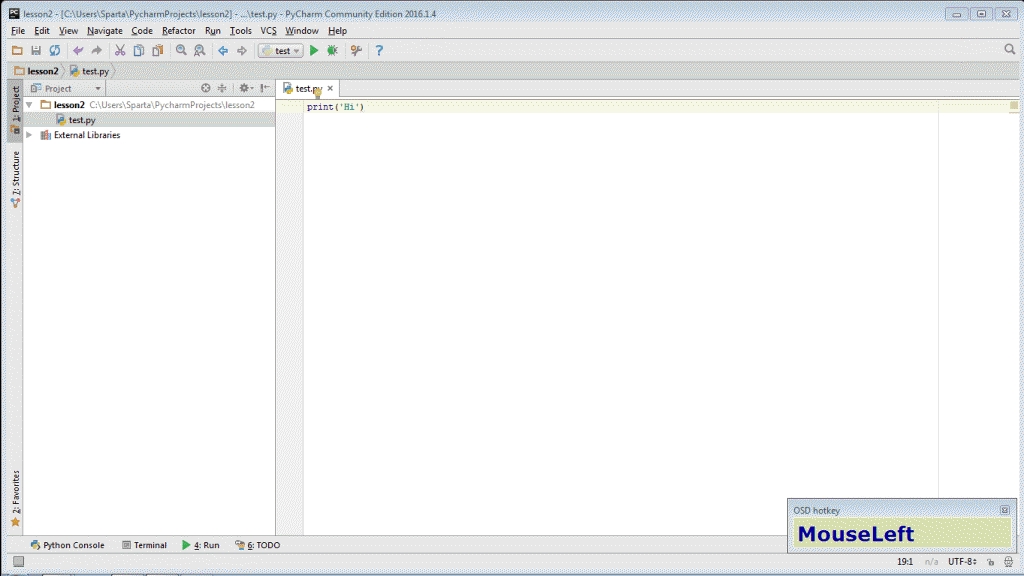 PC lesson2 - [C:\Users\Sparta\PycharmProjects\lesson2] - ...\test.py - PyCharm Community Edition 2016.1.4
File Edit View Navigate Code Refactor Run Tools VCS Window Help
test
lesson2 test.py
Project
test.py
1: Project
lesson2 C:\Users\Sparta\PycharmProjects\lesson2
print('Hi')
test.py
External Libraries
7: Structure
2: Favorites
OSD hotkey
MouseLeft
Python Console Terminal 4: Run 6: TODO
19:1 n/a UTF-8